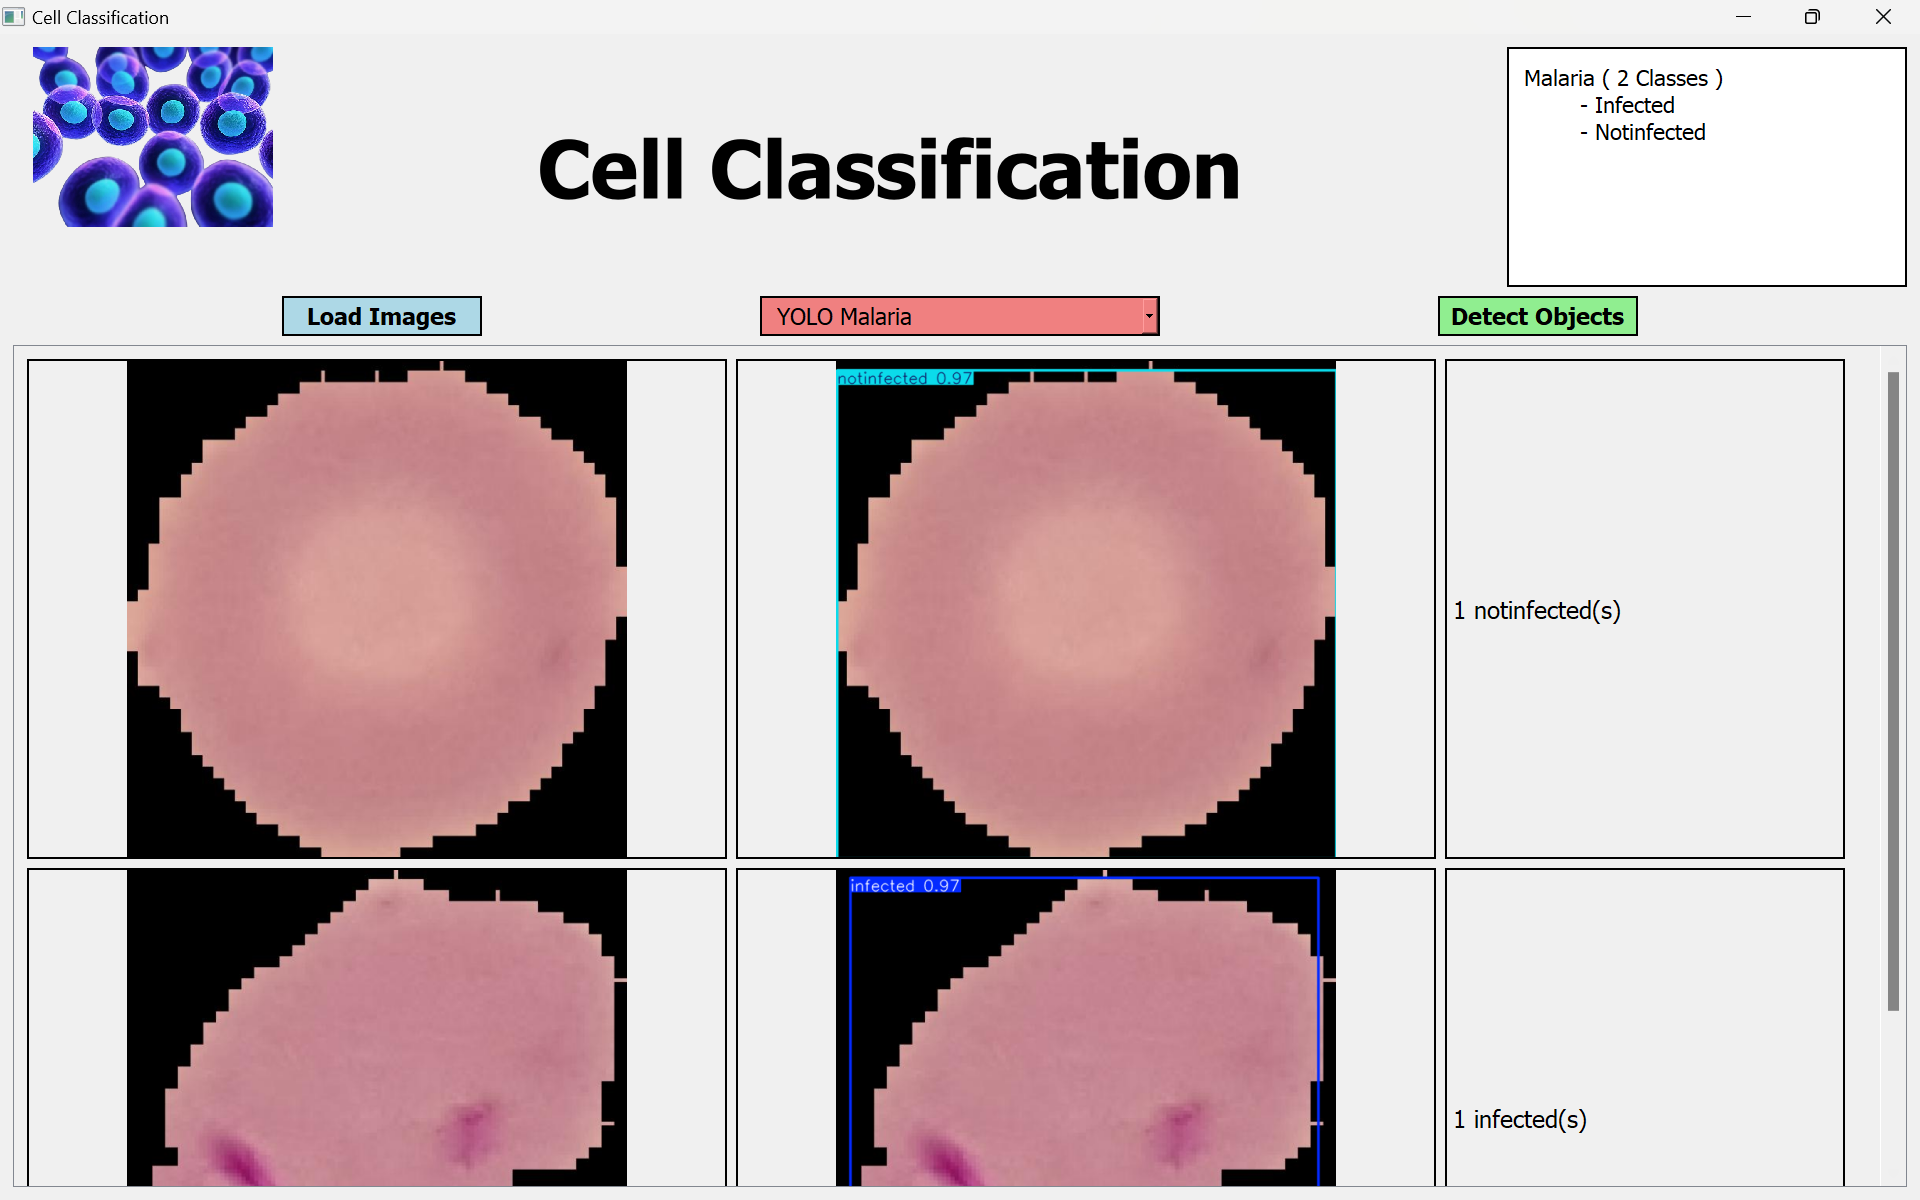 Cell Classification
Cell Classification
Malaria ( 2 Classes )
- Infected
- Notinfected
Load Images
YOLO Malaria
Detect Objects
notinfected 0.97
1 notinfected(s)
infected 0.97
1 infected(s)